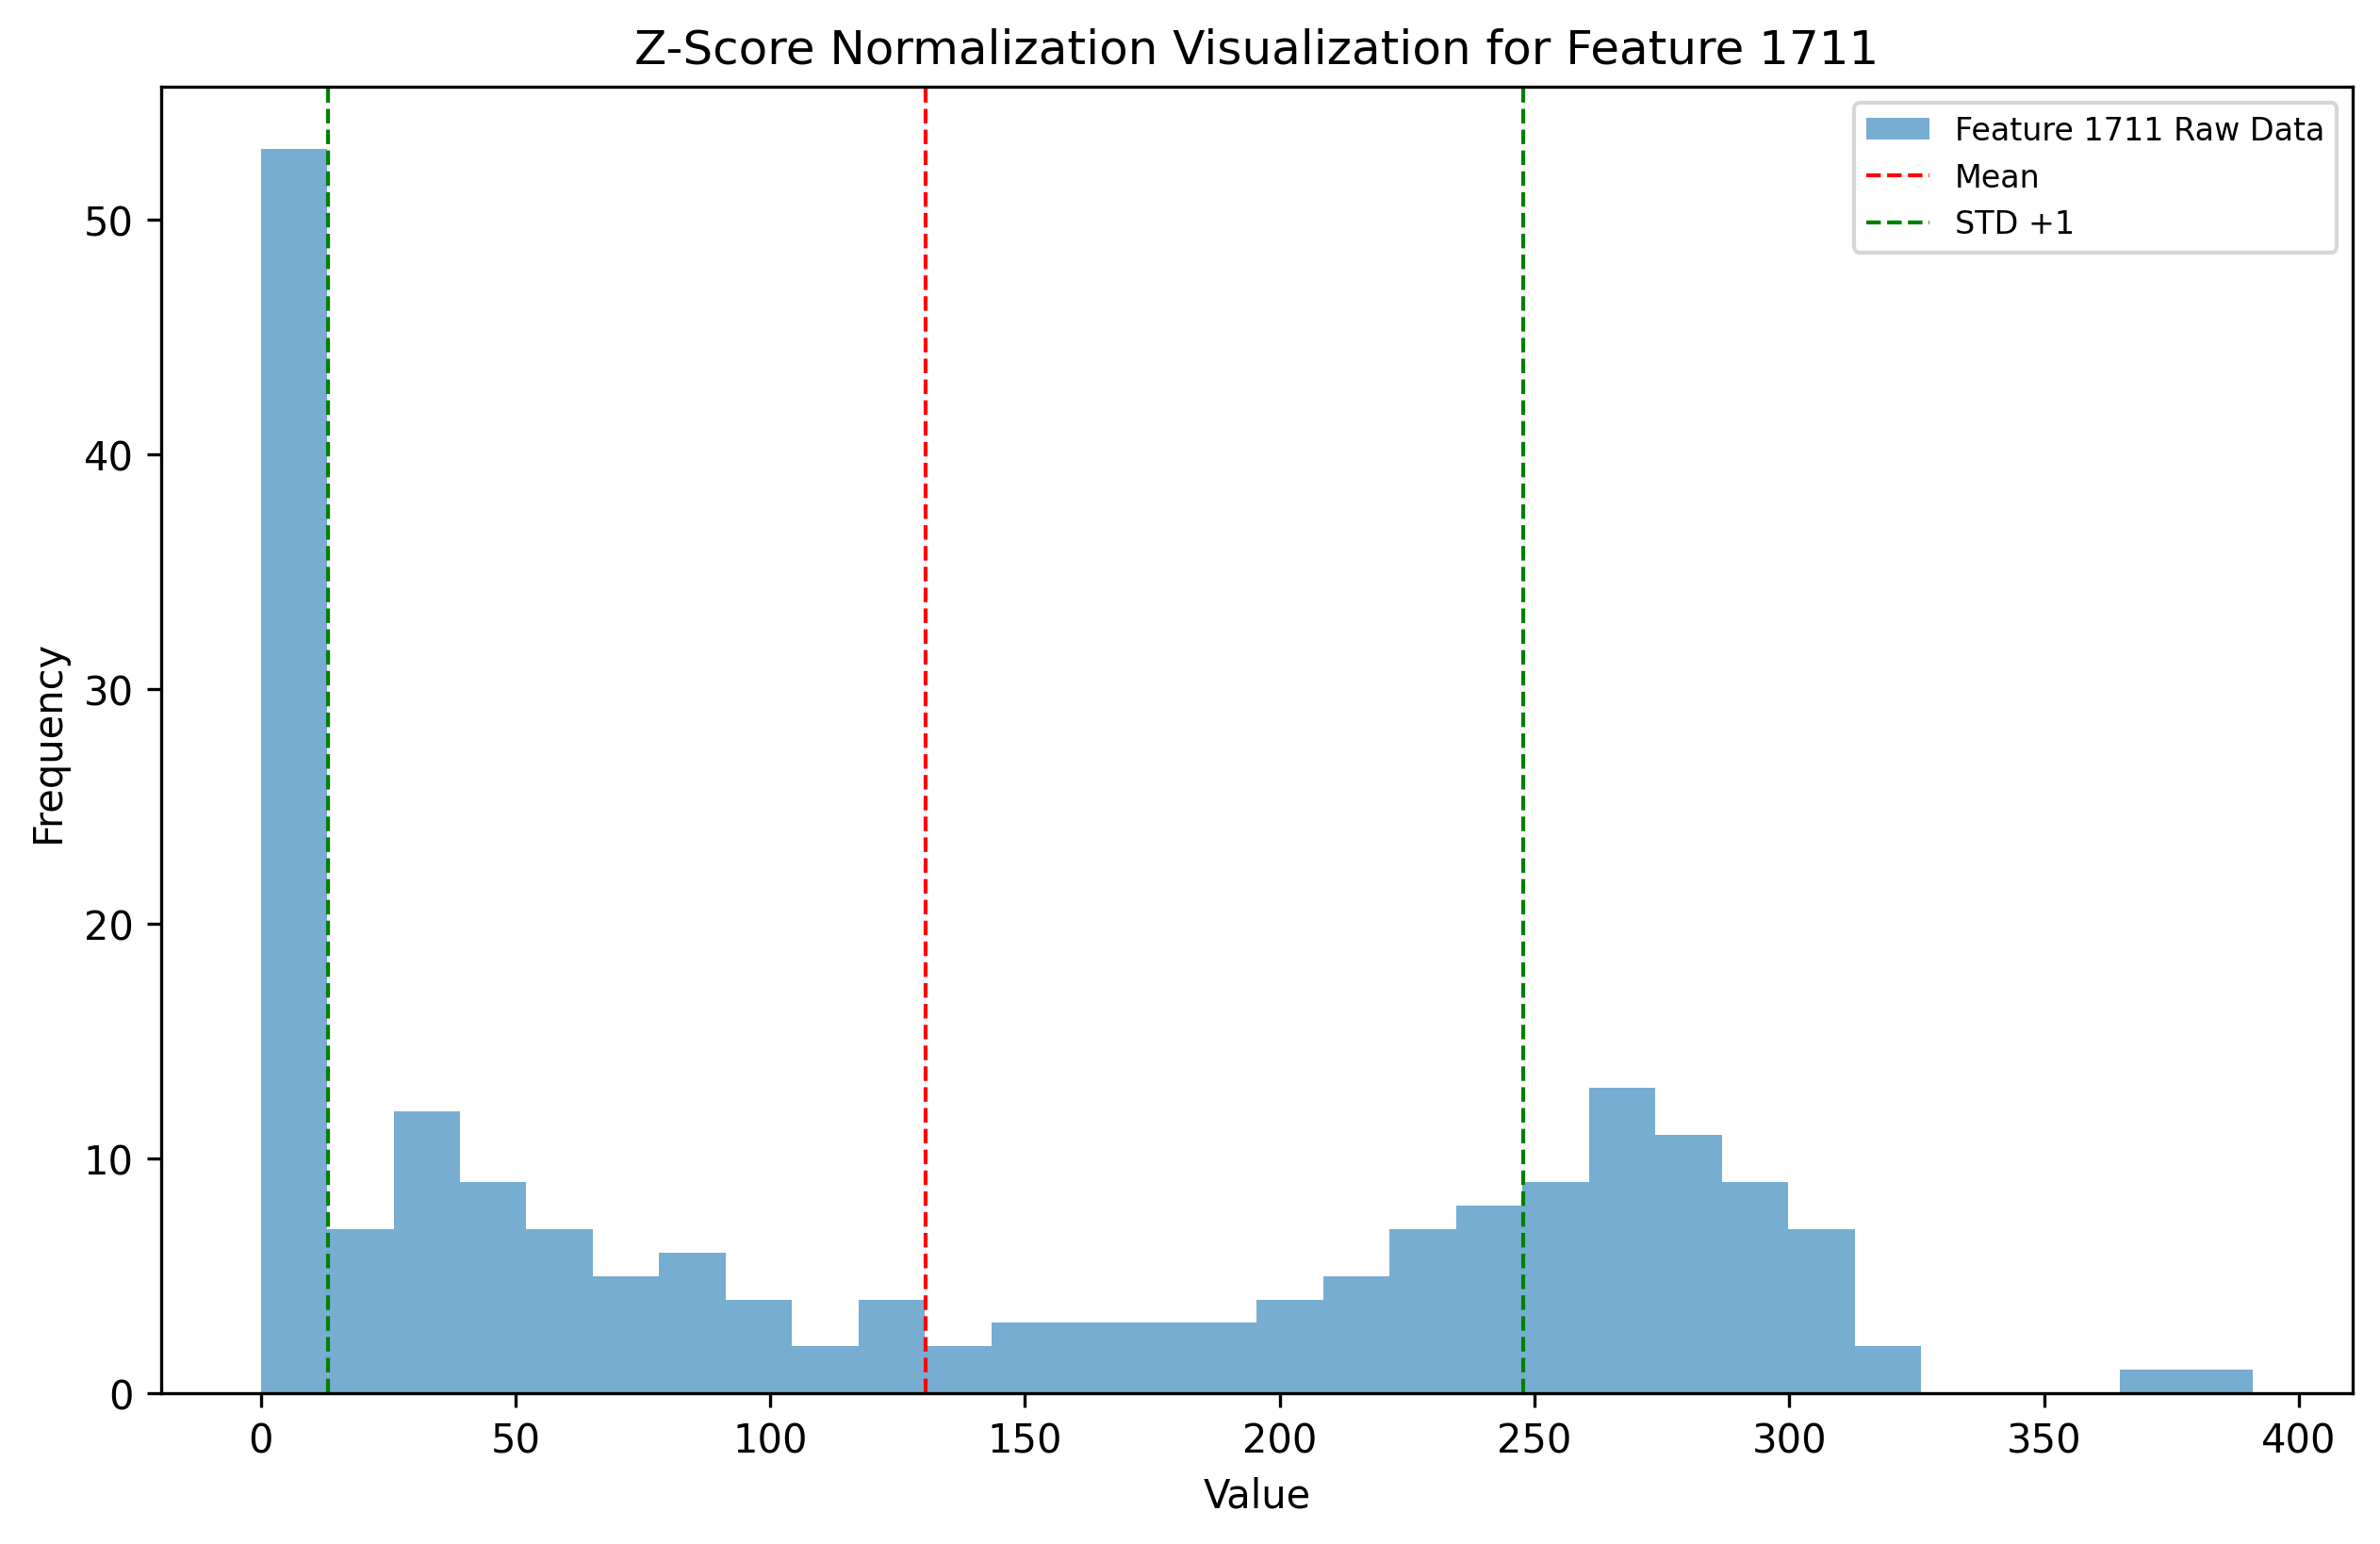 Z-Score Normalization Visualization for Feature 1711
Feature 1711 Raw Data
Mean
STD +1
50
40
30
20
10
0
Frequency
0 50 100 150 200 250 300 350 400
Value